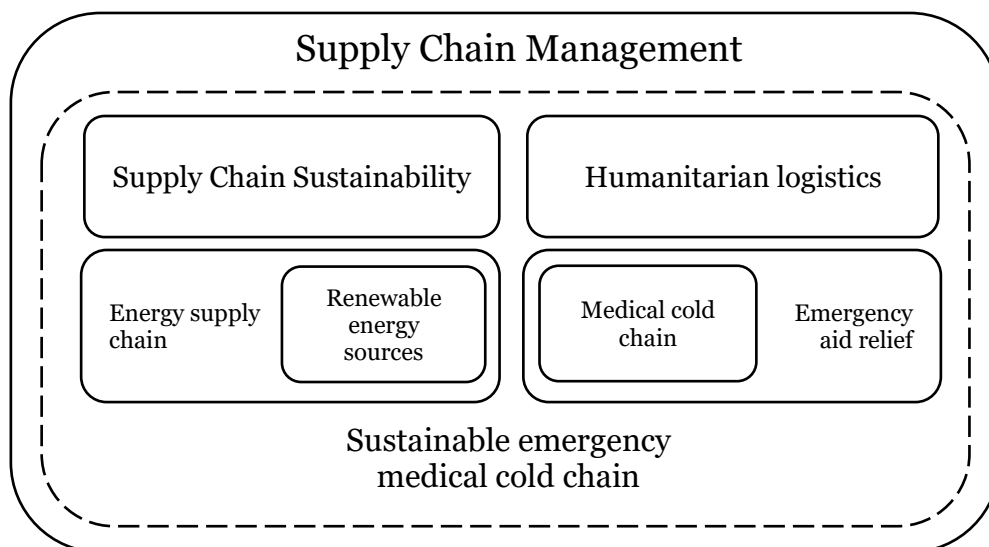 Supply Chain Management
Supply Chain Sustainability
Humanitarian logistics
Energy supply
chain
Renewable
energy
sources
Medical cold
chain
Emergency
aid relief
Sustainable emergency
medical cold chain